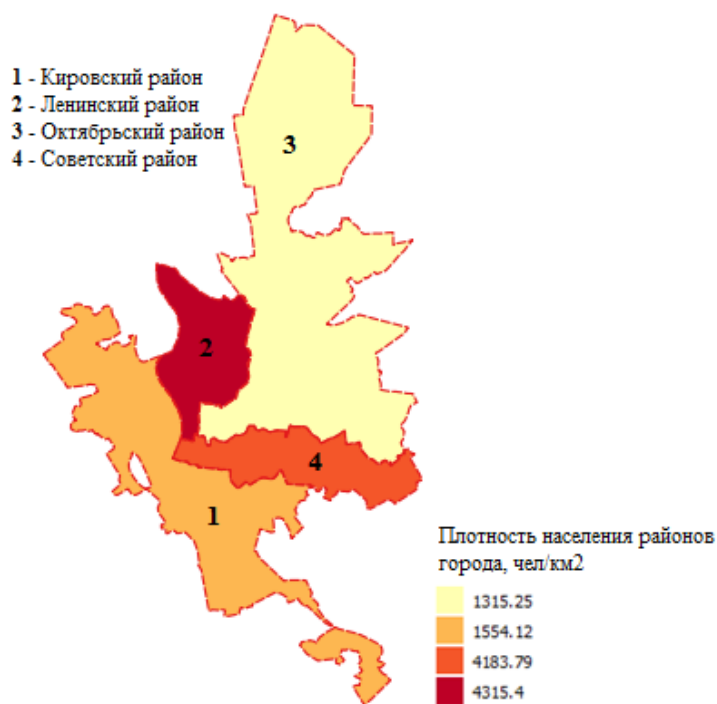 1 - Кировский район
2 - Ленинский район
3 - Октябрьский район
4 - Советский район
3
2
4
1
Плотность населения районов
города, чел/км2
1315.25
1554.12
4183.79
4315.4